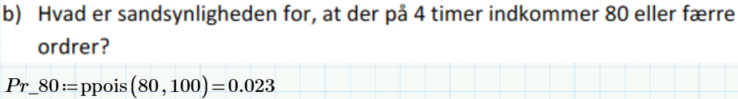 b) Hvad er sandsynligheden for, at der på 4 timer indkommer 80 eller færre
ordrer?
Pr_80:=ppois(80,100)=0.023